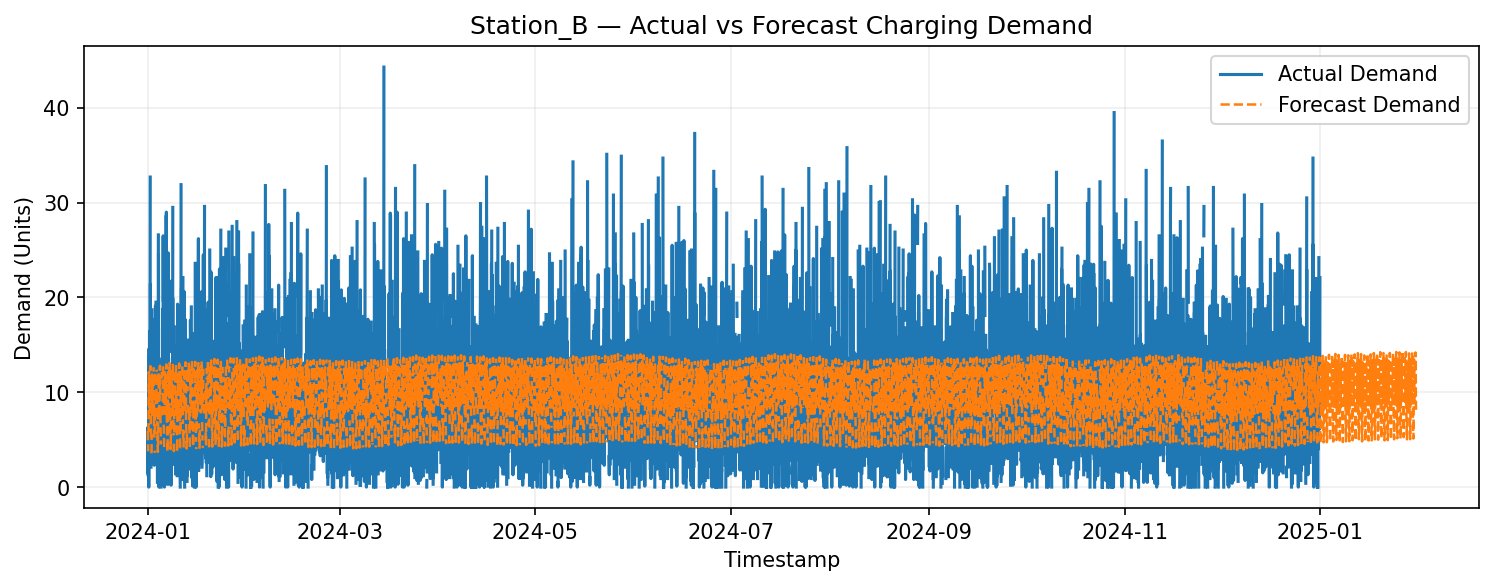 Station_B — Actual vs Forecast Charging Demand
Actual Demand
Forecast Demand
Demand (Units)
40
30
20
10
0
2024-01
2024-03
2024-05
2024-07
2024-09
2024-11
2025-01
Timestamp